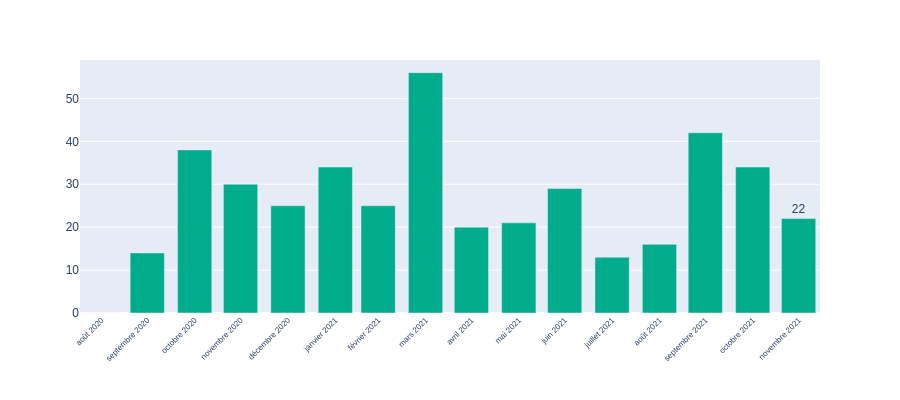 50
40
30
20
10
0
22
août 2020
septembre 2020
octobre 2020
novembre 2020
décembre 2020
janvier 2021
février 2021
mars 2021
avril 2021
mai 2021
juin 2021
juillet 2021
août 2021
septembre 2021
octobre 2021
novembre 2021